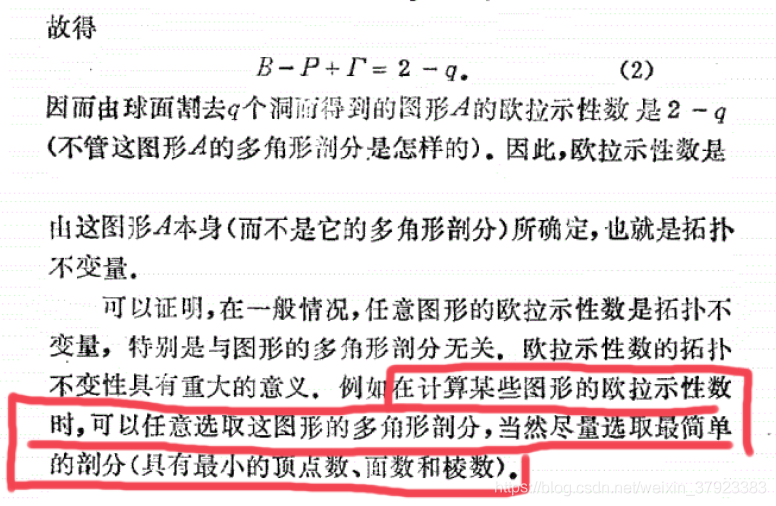 故得
B－P＋Γ＝2－q。 (2)
因而由球面割去q个洞而得到的图形A的欧拉示性数是2－q
(不管这图形A的多角形剖分是怎样的)。因此,欧拉示性数是
由这图形A本身(而不是它的多角形剖分)所确定,也就是拓扑
不变量.
可以证明,在一般情况,任意图形的欧拉示性数是拓扑不
变量，特别是与图形的多角形剖分无关．欧拉示性数的拓扑
不变性具有重大的意义．例如在计算某些图形的欧拉示性数
时,可以任意选取这图形的多角形剖分,当然尽量选取最简单
的剖分(具有最小的顶点数、面数和棱数)．
https://blog.csdn.net/weixin_37923383